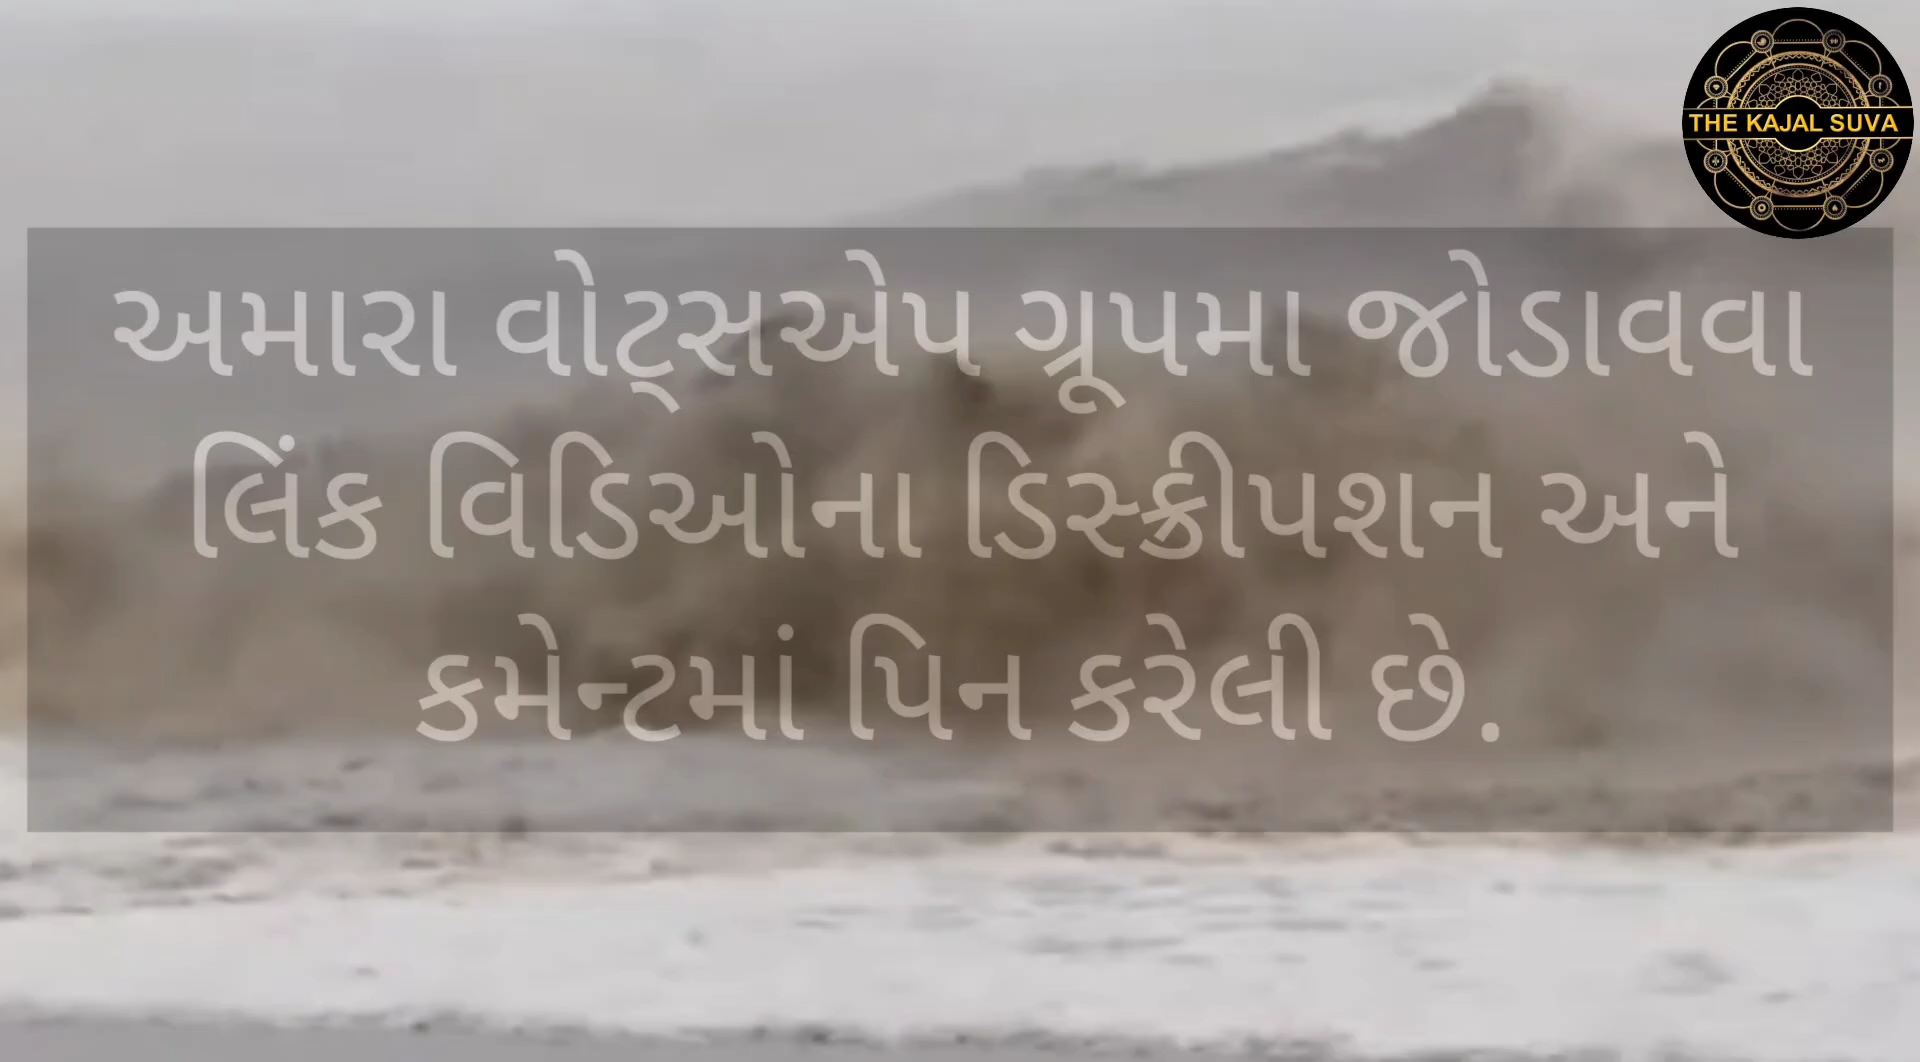 THE KAJAL SUVA
અમારા વોટ્સએપ ગ્રૂપમા જોડાવવા
લિંક વિડિઓના ડિસ્ક્રીપશન અને
કમેન્ટમાં પિન કરેલી છે.